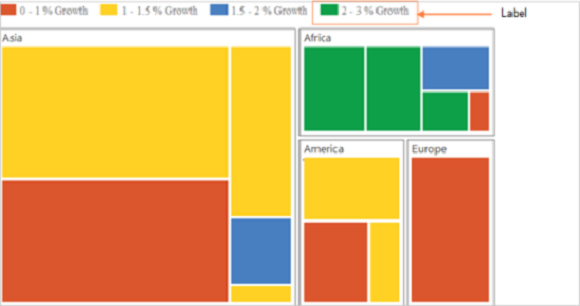 0 - 1 % Growth 1 - 1.5 % Growth 1.5 - 2 % Growth 2 - 3 % Growth Label
Asia Africa
America Europe